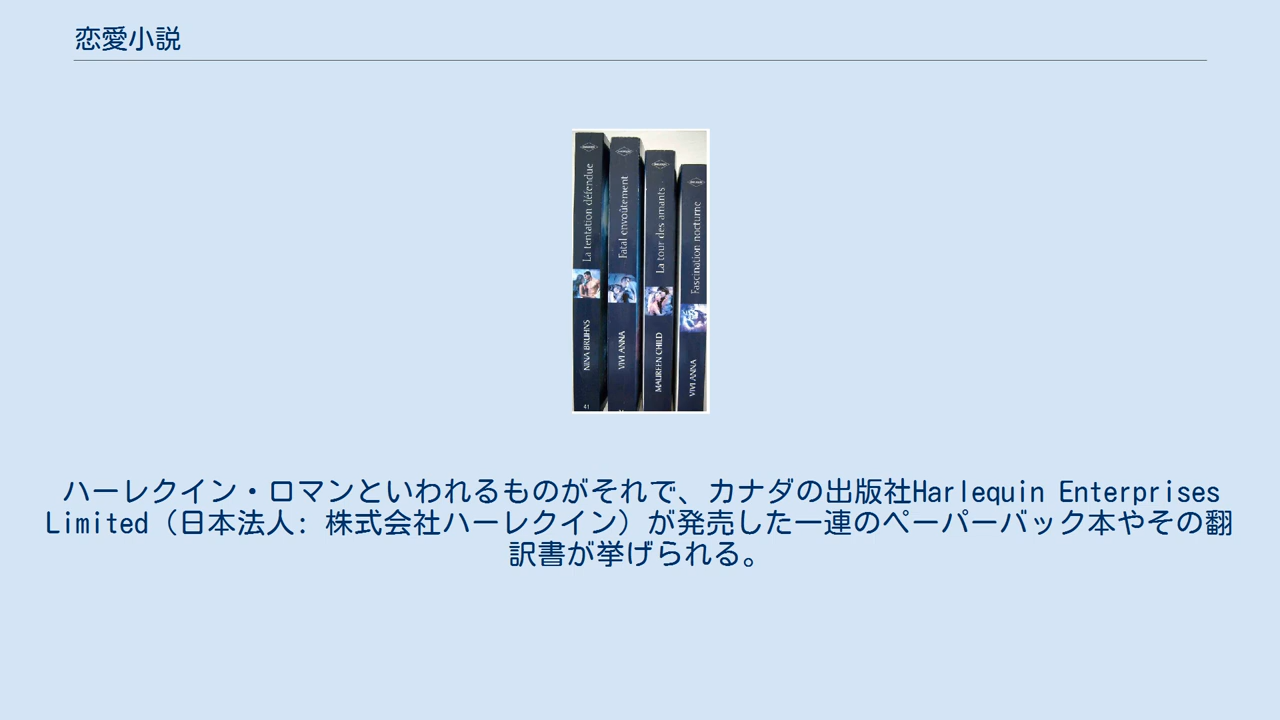 恋愛小説
La tentation défendue
NINA BRUHNS
41
Fatal envoûtement
VIVI ANNA
La tour des amants
MAUREEN CHILD
Fascination nocturne
VIVI ANNA
ハーレクイン・ロマンといわれるものがそれで、カナダの出版社Harlequin Enterprises
Limited（日本法人: 株式会社ハーレクイン）が発売した一連のペーパーバック本やその翻
訳書が挙げられる。